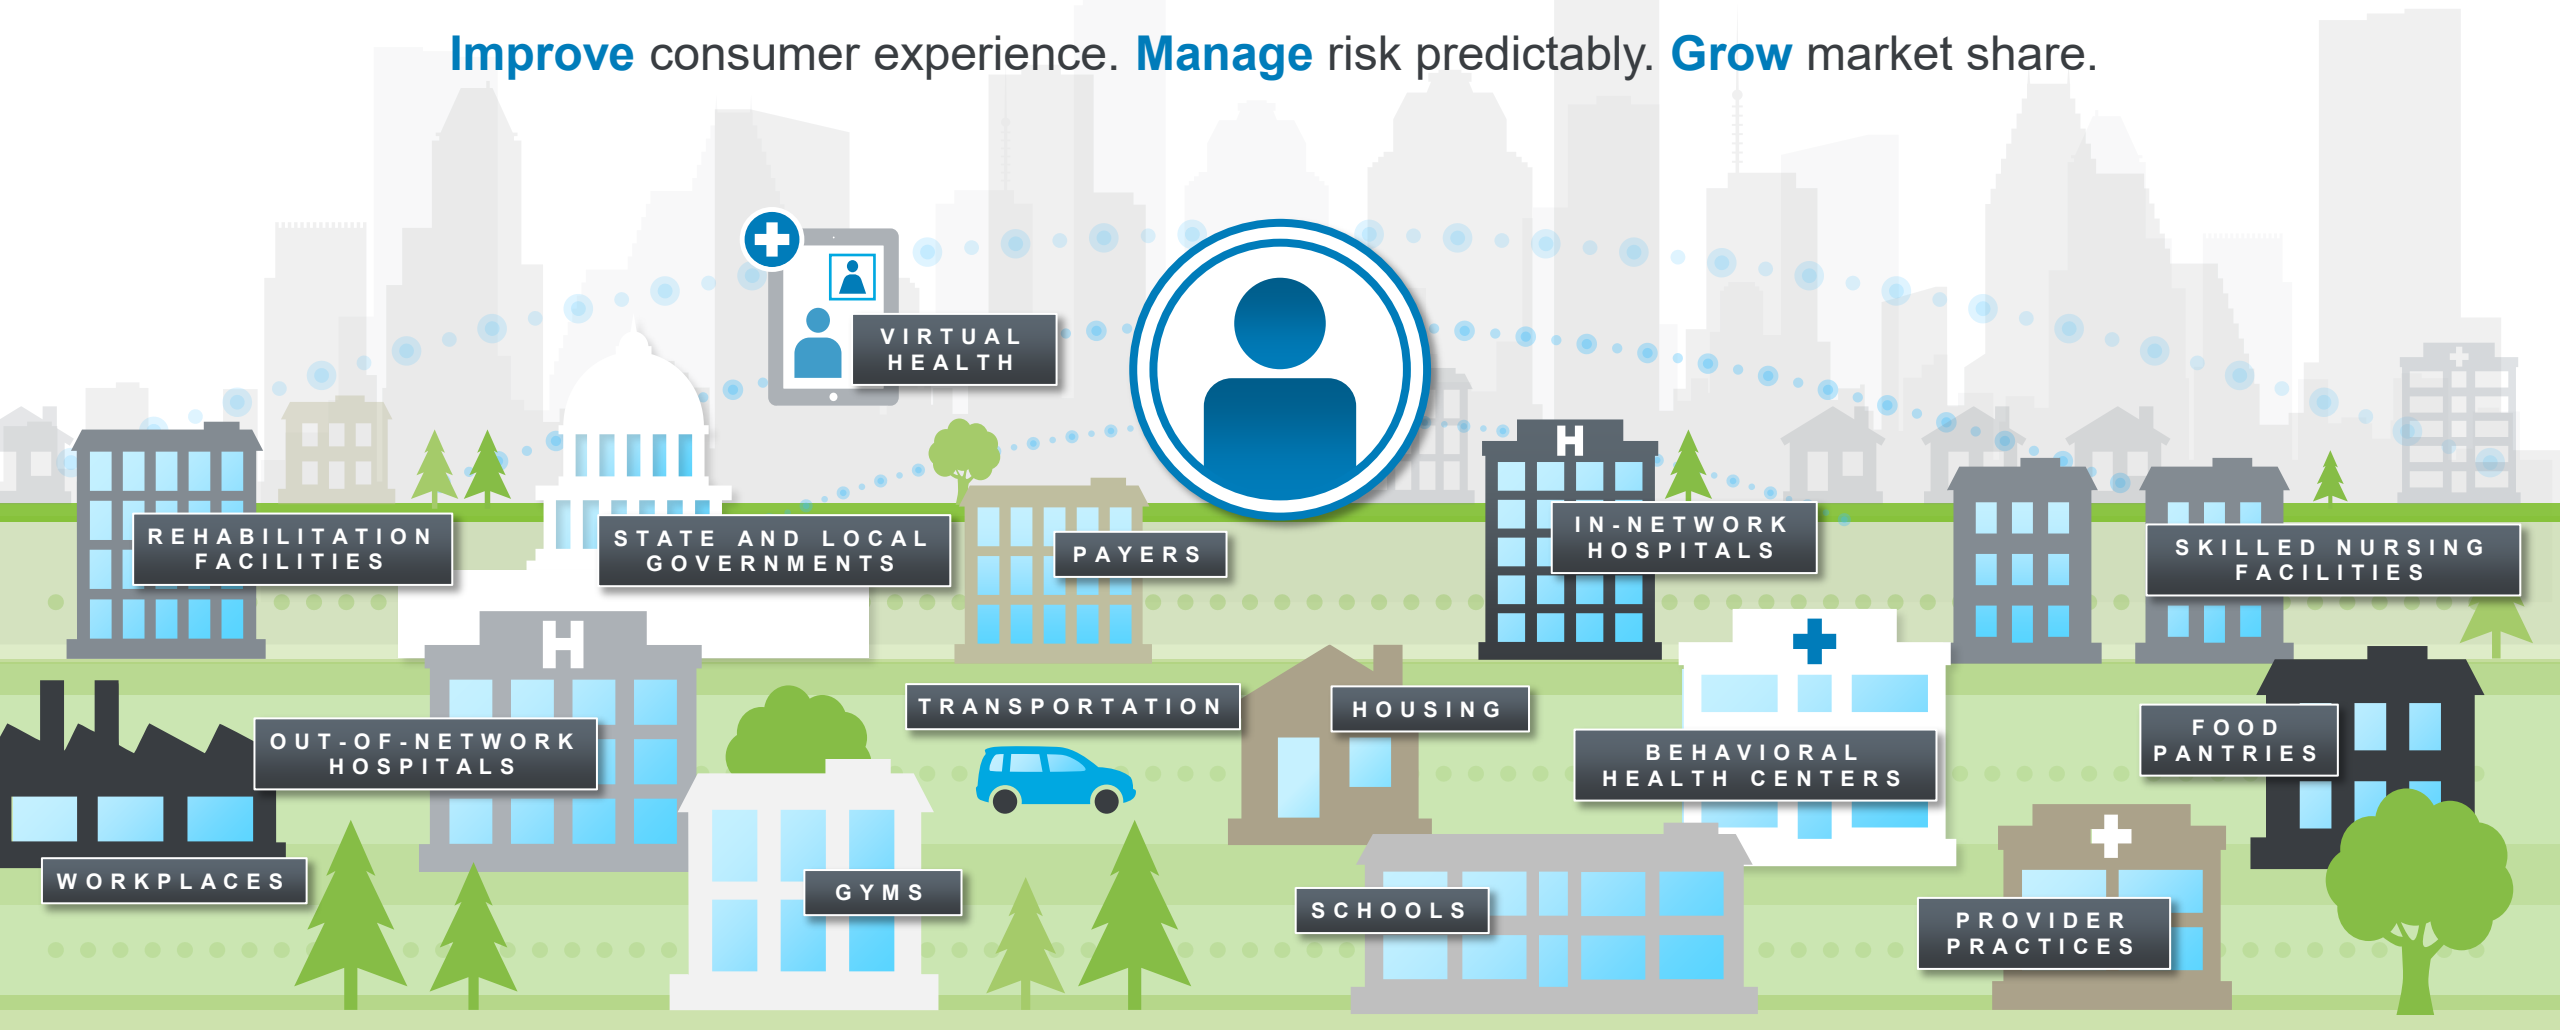 Improve consumer experience. Manage risk predictably. Grow market share.
VIRTUAL
HEALTH
H
REHABILITATION
FACILITIES
STATE AND LOCAL
GOVERNMENTS
PAYERS
IN-NETWORK
HOSPITALS
SKILLED NURSING
FACILITIES
H
OUT-OF-NETWORK
HOSPITALS
TRANSPORTATION
HOUSING
BEHAVIORAL
HEALTH CENTERS
FOOD
PANTRIES
WORKPLACES
GYMS
SCHOOLS
PROVIDER
PRACTICES